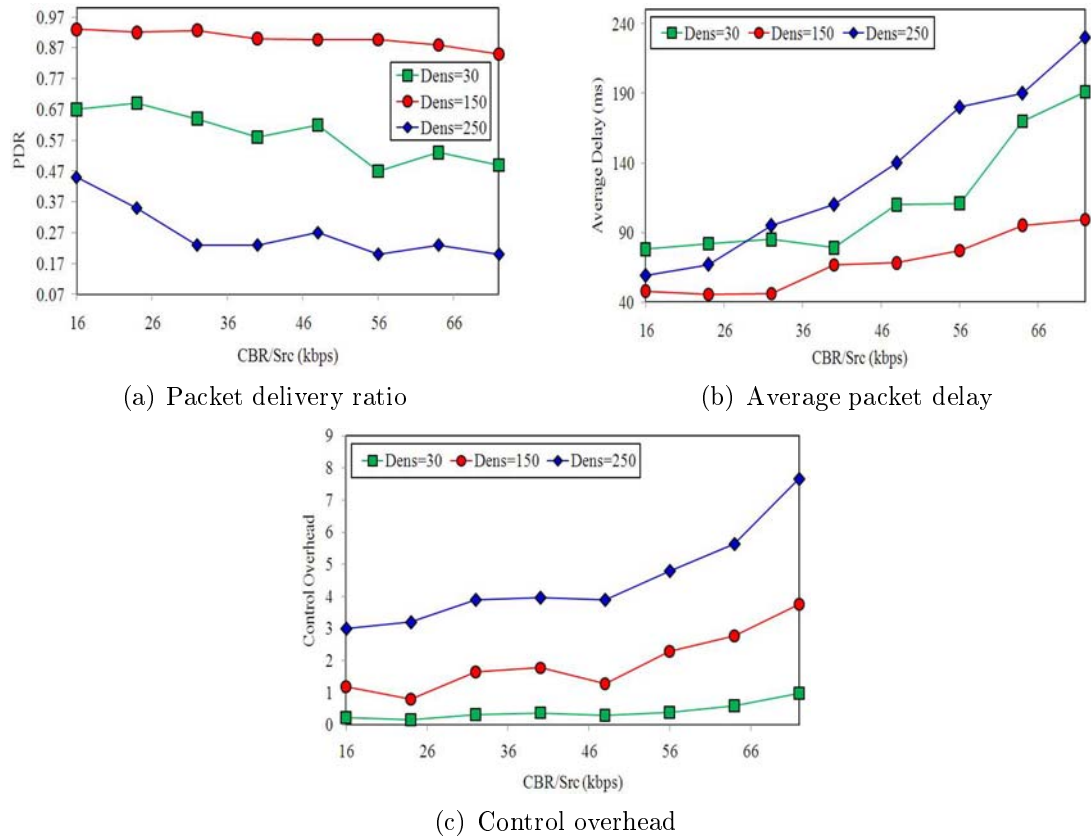 0.97
0.87
0.77
0.67
0.57
0.47
0.37
0.27
0.17
0.07
PDR
Dens=30
Dens=150
Dens=250
16 26 36 46 56 66
CBR/Src (kbps)
(a) Packet delivery ratio
240
190
140
90
40
Average Delay (ms)
Dens=30 Dens=150 Dens=250
16 26 36 46 56 66
CBR/Src (kbps)
(b) Average packet delay
9
8
7
6
5
4
3
2
1
0
Control Overhead
Dens=30 Dens=150 Dens=250
16 26 36 46 56 66
CBR/Src (kbps)
(c) Control overhead